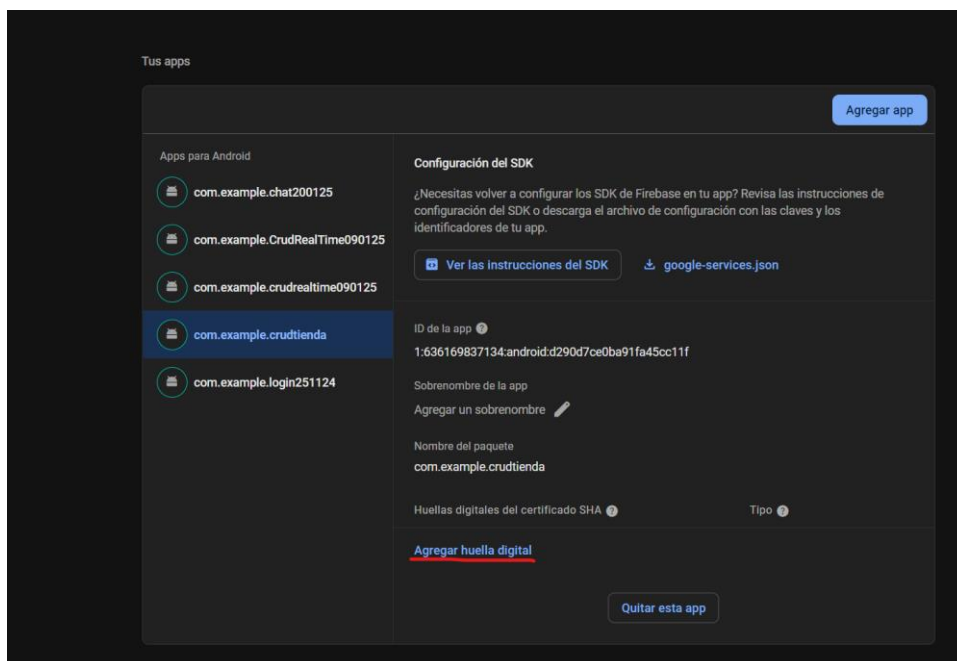 Tus apps
Agregar app
Apps para Android
com.example.chat200125
com.example.CrudRealTime090125
com.example.crudrealtime090125
com.example.crudtienda
com.example.login251124
Configuración del SDK
¿Necesitas volver a configurar los SDK de Firebase en tu app? Revisa las instrucciones de
configuración del SDK o descarga el archivo de configuración con las claves y los
identificadores de tu app.
Ver las instrucciones del SDK
google-services.json
ID de la app
1:636169837134:android:d290d7ce0ba91fa45cc11f
Sobrenombre de la app
Agregar un sobrenombre
Nombre del paquete
com.example.crudtienda
Huellas digitales del certificado SHA
Tipo
Agregar huella digital
Quitar esta app